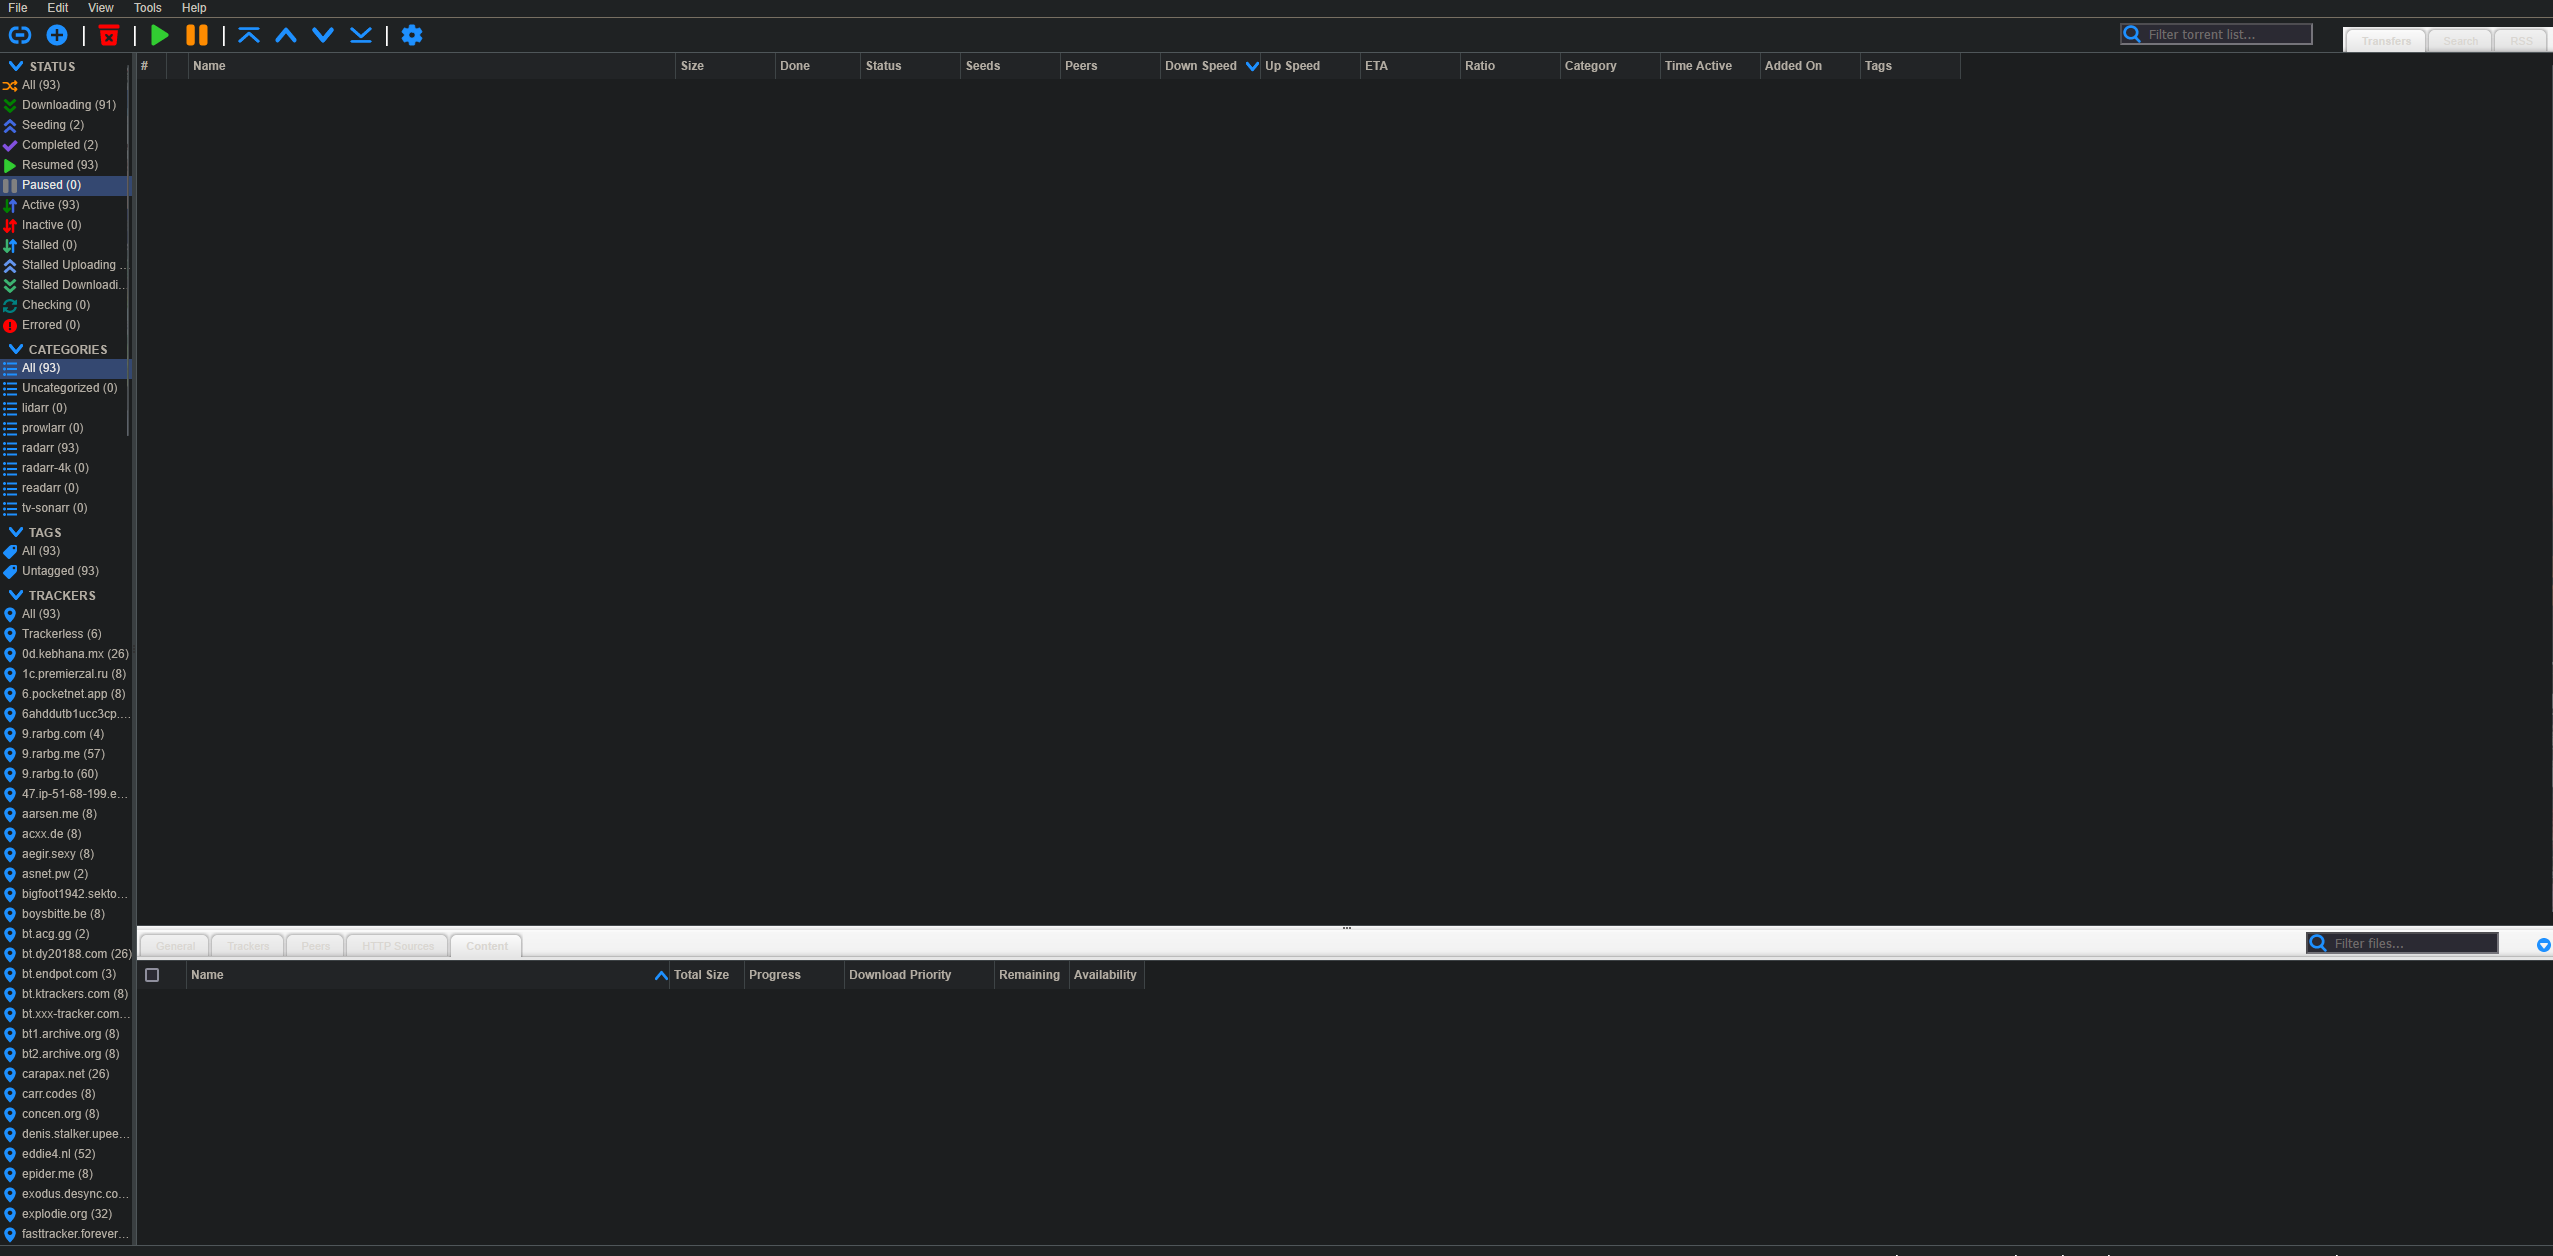 File Edit View Tools Help
Filter torrent list...
Transfers Search RSS
STATUS
All (93)
Downloading (91)
Seeding (2)
Completed (2)
Resumed (93)
Paused (0)
Active (93)
Inactive (0)
Stalled (0)
Stalled Uploading ...
Stalled Downloadi...
Checking (0)
Errored (0)
CATEGORIES
All (93)
Uncategorized (0)
lidarr (0)
prowlarr (0)
radarr (93)
radarr-4k (0)
readarr (0)
tv-sonarr (0)
TAGS
All (93)
Untagged (93)
TRACKERS
All (93)
Trackerless (6)
0d.kebhana.mx (26)
1c.premierzal.ru (8)
6.pocketnet.app (8)
6ahddutb1ucc3cp....
9.rarbg.com (4)
9.rarbg.me (57)
9.rarbg.to (60)
47.ip-51-68-199.e...
aarsen.me (8)
acxx.de (8)
aegir.sexy (8)
asnet.pw (2)
bigfoot1942.sekto...
boysbitte.be (8)
bt.acg.gg (2)
bt.dy20188.com (26)
bt.endpot.com (3)
bt.ktrackers.com (8)
bt.xxx-tracker.com...
bt1.archive.org (8)
bt2.archive.org (8)
carapax.net (26)
carr.codes (8)
concen.org (8)
denis.stalker.upee...
eddie4.nl (52)
epider.me (8)
exodus.desync.co...
explodie.org (32)
fasttracker.forever...
# Name Size Done Status Seeds Peers Down Speed Up Speed ETA Ratio Category Time Active Added On Tags
General Trackers Peers HTTP Sources Content
Filter files...
Name Total Size Progress Download Priority Remaining Availability